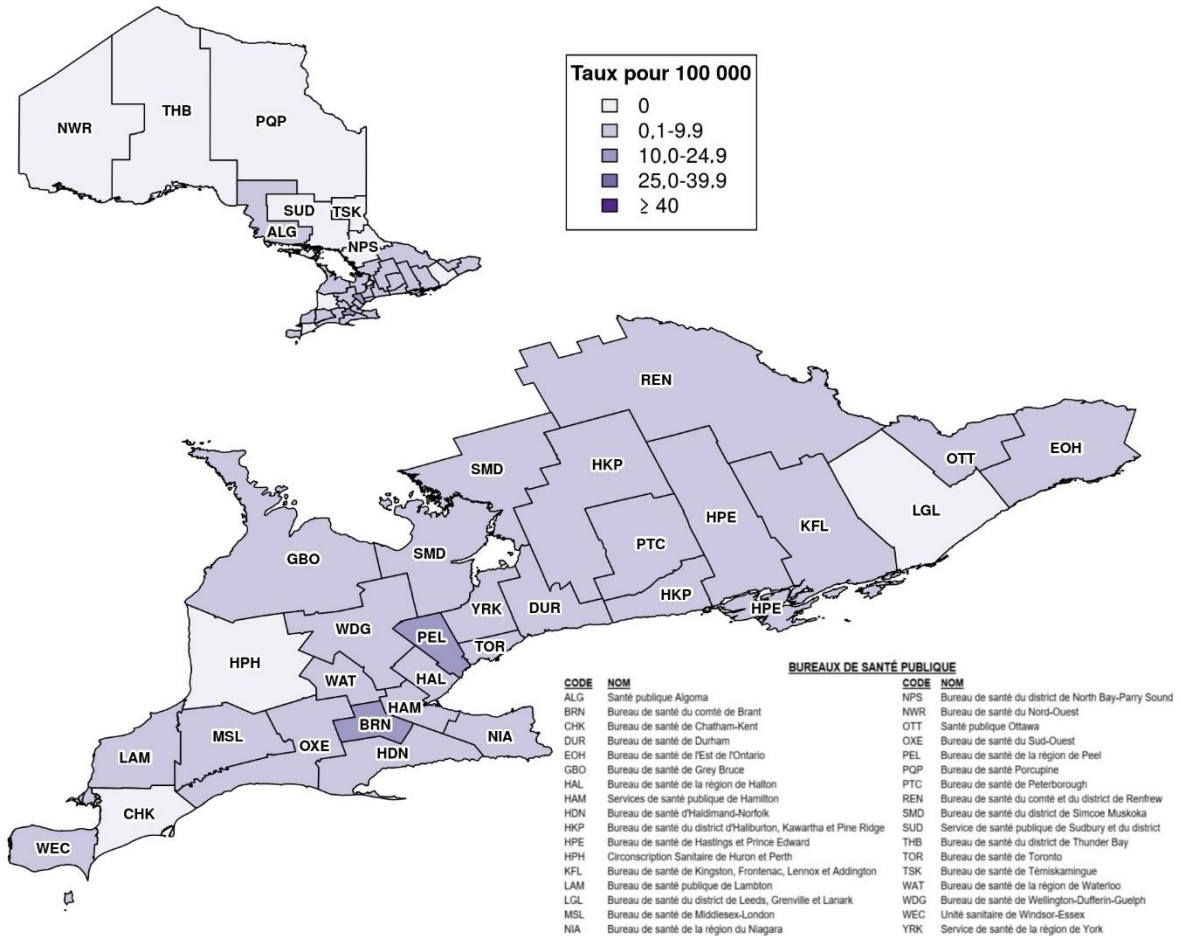 Taux pour 100 000
0
0,1-9,9
10,0-24,9
25,0-39,9
≥ 40
NWR
THB
PQP
SUD
TSK
ALG
NPS
REN
SMD
HKP
OTT
EOH
HPE
KFL
LGL
PTC
GBO
SMD
YRK
DUR
HKP
HPE
WDG
PEL
TOR
HPH
WAT
HAL
HAM
BRN
MSL
OXE
HDN
NIA
LAM
CHK
WEC
BUREAUX DE SANTÉ PUBLIQUE
CODE NOM
ALG Santé publique Algoma
BRN Bureau de santé du comté de Brant
CHK Bureau de santé de Chatham-Kent
DUR Bureau de santé de Durham
EOH Bureau de santé de l'Est de l'Ontario
GBO Bureau de santé de Grey Bruce
HAL Bureau de santé de la région de Halton
HAM Services de santé publique de Hamilton
HDN Bureau de santé d'Haldimand-Norfolk
HKP Bureau de santé du district d'Haliburton, Kawartha et Pine Ridge
HPE Bureau de santé de Hastings et Prince Edward
HPH Circonscription Sanitaire de Huron et Perth
KFL Bureau de santé de Kingston, Frontenac, Lennox et Addington
LAM Bureau de santé publique de Lambton
LGL Bureau de santé du district de Leeds, Grenville et Lanark
MSL Bureau de santé de Middlesex-London
NIA Bureau de santé de la région du Niagara
CODE NOM
NPS Bureau de santé du district de North Bay-Parry Sound
NWR Bureau de santé du Nord-Ouest
OTT Santé publique Ottawa
OXE Bureau de santé du Sud-Ouest
PEL Bureau de santé de la région de Peel
PQP Bureau de santé Porcupine
PTC Bureau de santé de Peterborough
REN Bureau de santé du comté et du district de Renfrew
SMD Bureau de santé du district de Simcoe Muskoka
SUD Service de santé publique de Sudbury et du district
THB Bureau de santé du district de Thunder Bay
TOR Bureau de santé de Toronto
TSK Bureau de santé de Témiskamingue
WAT Bureau de santé de la région de Waterloo
WDG Bureau de santé de Wellington-Dufferin-Guelph
WEC Unité sanitaire de Windsor-Essex
YRK Service de santé de la région de York